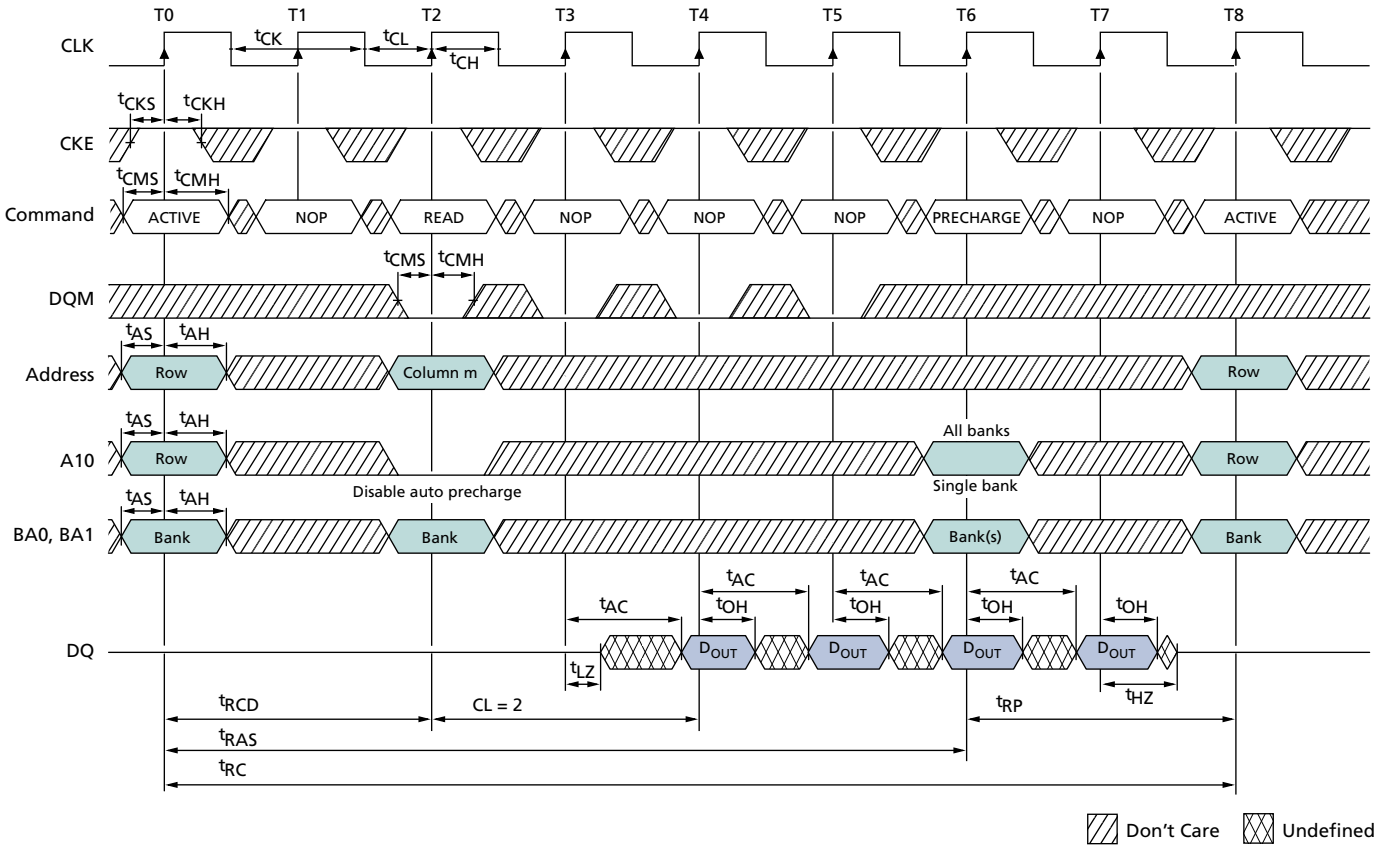 T0 T1 T2 T3 T4 T5 T6 T7 T8
CLK tCK tCL tCH
tCKS tCKH
CKE
tCMS tCMH
Command ACTIVE NOP READ NOP NOP NOP PRECHARGE NOP ACTIVE
tCMS tCMH
DQM
tAS tAH
Address Row Column m Row
tAS tAH All banks
A10 Row Row
Disable auto precharge Single bank
tAS tAH
BA0, BA1 Bank Bank Bank(s) Bank
tAC tAC tAC tAC
tOH tOH tOH tOH
DQ DOUT DOUT DOUT DOUT
tLZ tHZ
tRCD CL = 2 tRP
tRAS
tRC
Don't Care Undefined